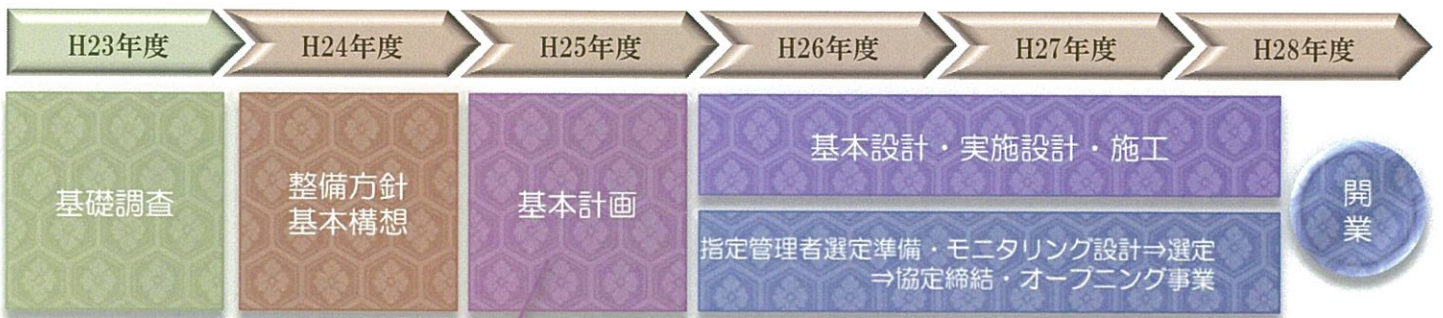 H23年度
H24年度
H25年度
H26年度
H27年度
H28年度
基礎調査
整備方針
基本構想
基本計画
基本設計・実施設計・施工
指定管理者選定準備・モニタリング設計⇒選定
⇒協定締結・オープニング事業
開業